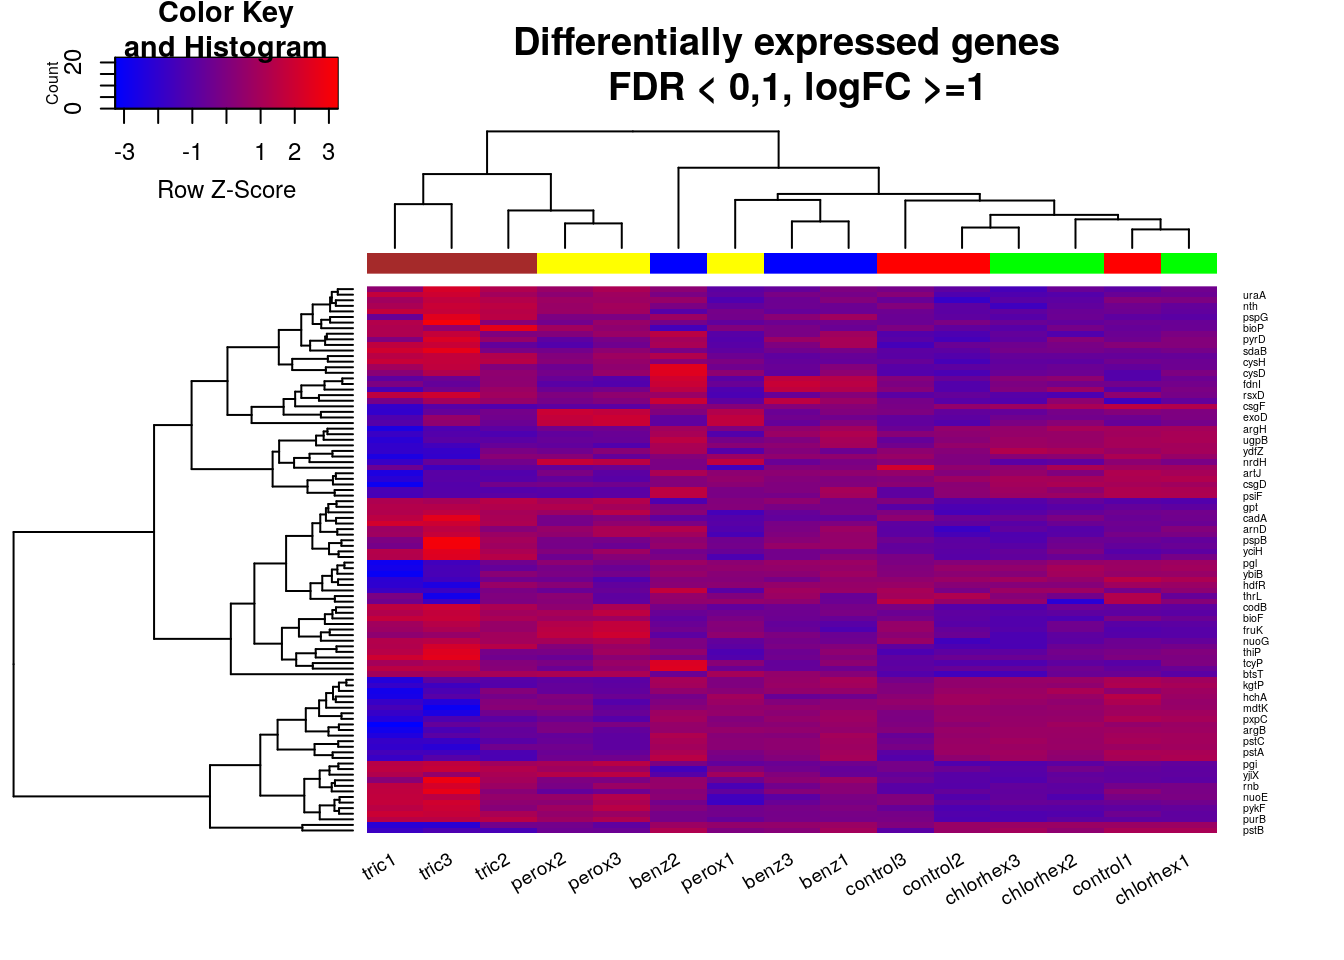 Color Key
and Histogram
Count
0 20
-3 -1 1 2 3
Row Z-Score
Differentially expressed genes
FDR < 0,1, logFC >=1
uraA
nth
pspG
bioP
pyrD
sdaB
cysH
cysD
fdnI
rsxD
csgF
exoD
argH
ugpB
ydfZ
nrdH
artJ
csgD
psiF
gpt
cadA
arnD
pspB
yciH
pgl
ybiB
hdfR
thrL
codB
bioF
fruK
nuoG
thiP
tcyP
btsT
kgtP
hchA
mdtK
pxpC
argB
pstC
pstA
pgi
yjiX
rnb
nuoE
pykF
purB
pstB
tric1 tric3 tric2 perox2 perox3 benz2 perox1 benz3 benz1 control3 control2 chlorhex3 chlorhex2 control1 chlorhex1